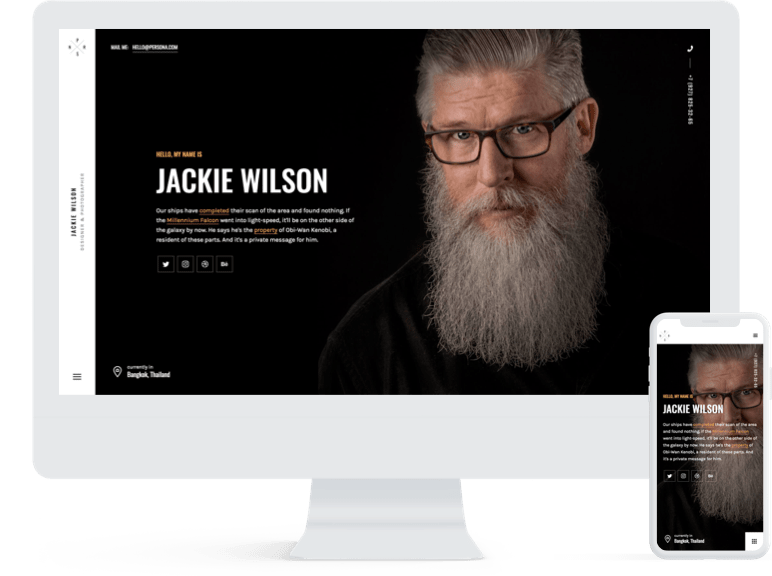 MAIL ME: HELLO@PERSONA.COM
JACKIE WILSON
DESIGNER & PHOTOGRAPHER
HELLO, MY NAME IS
JACKIE WILSON
Our ships have completed their scan of the area and found nothing. If
the Millennium Falcon went into light-speed, it'll be on the other side of
the galaxy by now. He says he's the property of Obi-Wan Kenobi, a
resident of these parts. And it's a private message for him.
Bē
currently in
Bangkok, Thailand
HELLO, MY NAME IS
JACKIE WILSON
Our ships have completed their scan of the area
and found nothing. If the Millennium Falcon
went into light-speed, it'll be on the other side of
the galaxy by now. He says he's the property of
Obi-Wan Kenobi, a resident of these parts. And
it's a private message for him.
currently in
Bangkok, Thailand